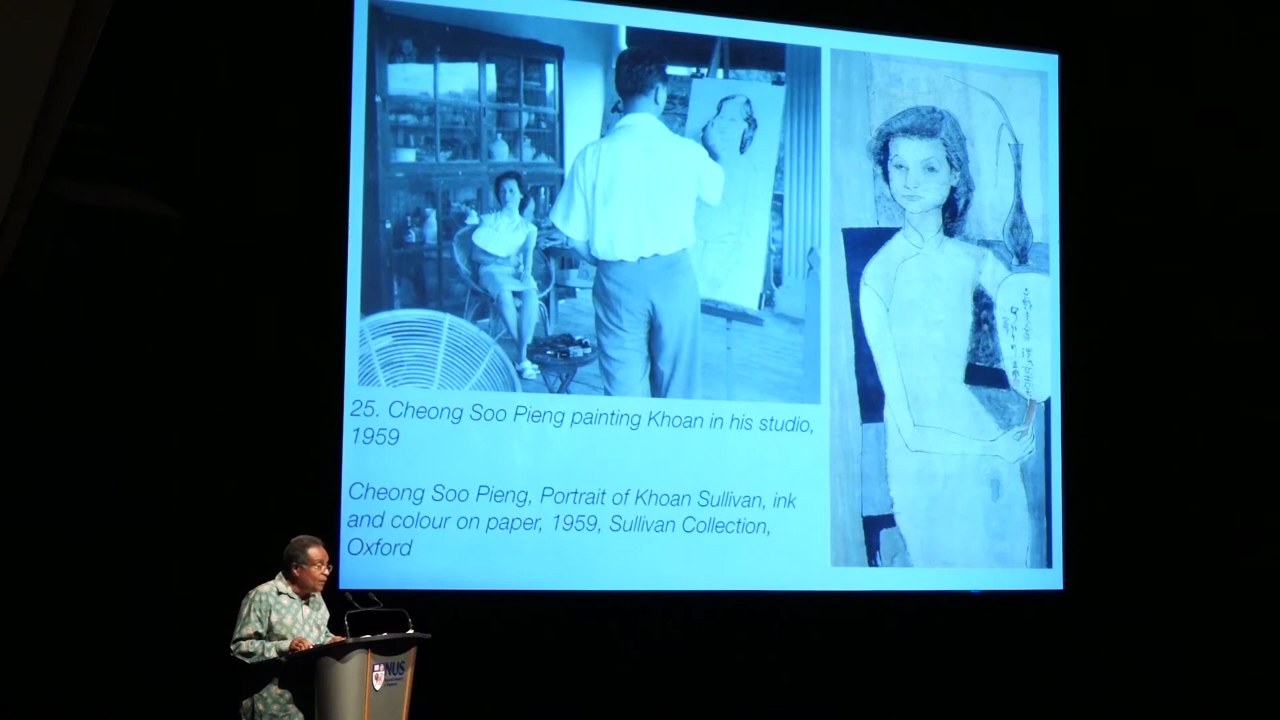 25. Cheong Soo Pieng painting Khoan in his studio,
1959
Cheong Soo Pieng, Portrait of Khoan Sullivan, ink
and colour on paper, 1959, Sullivan Collection,
Oxford
NUS